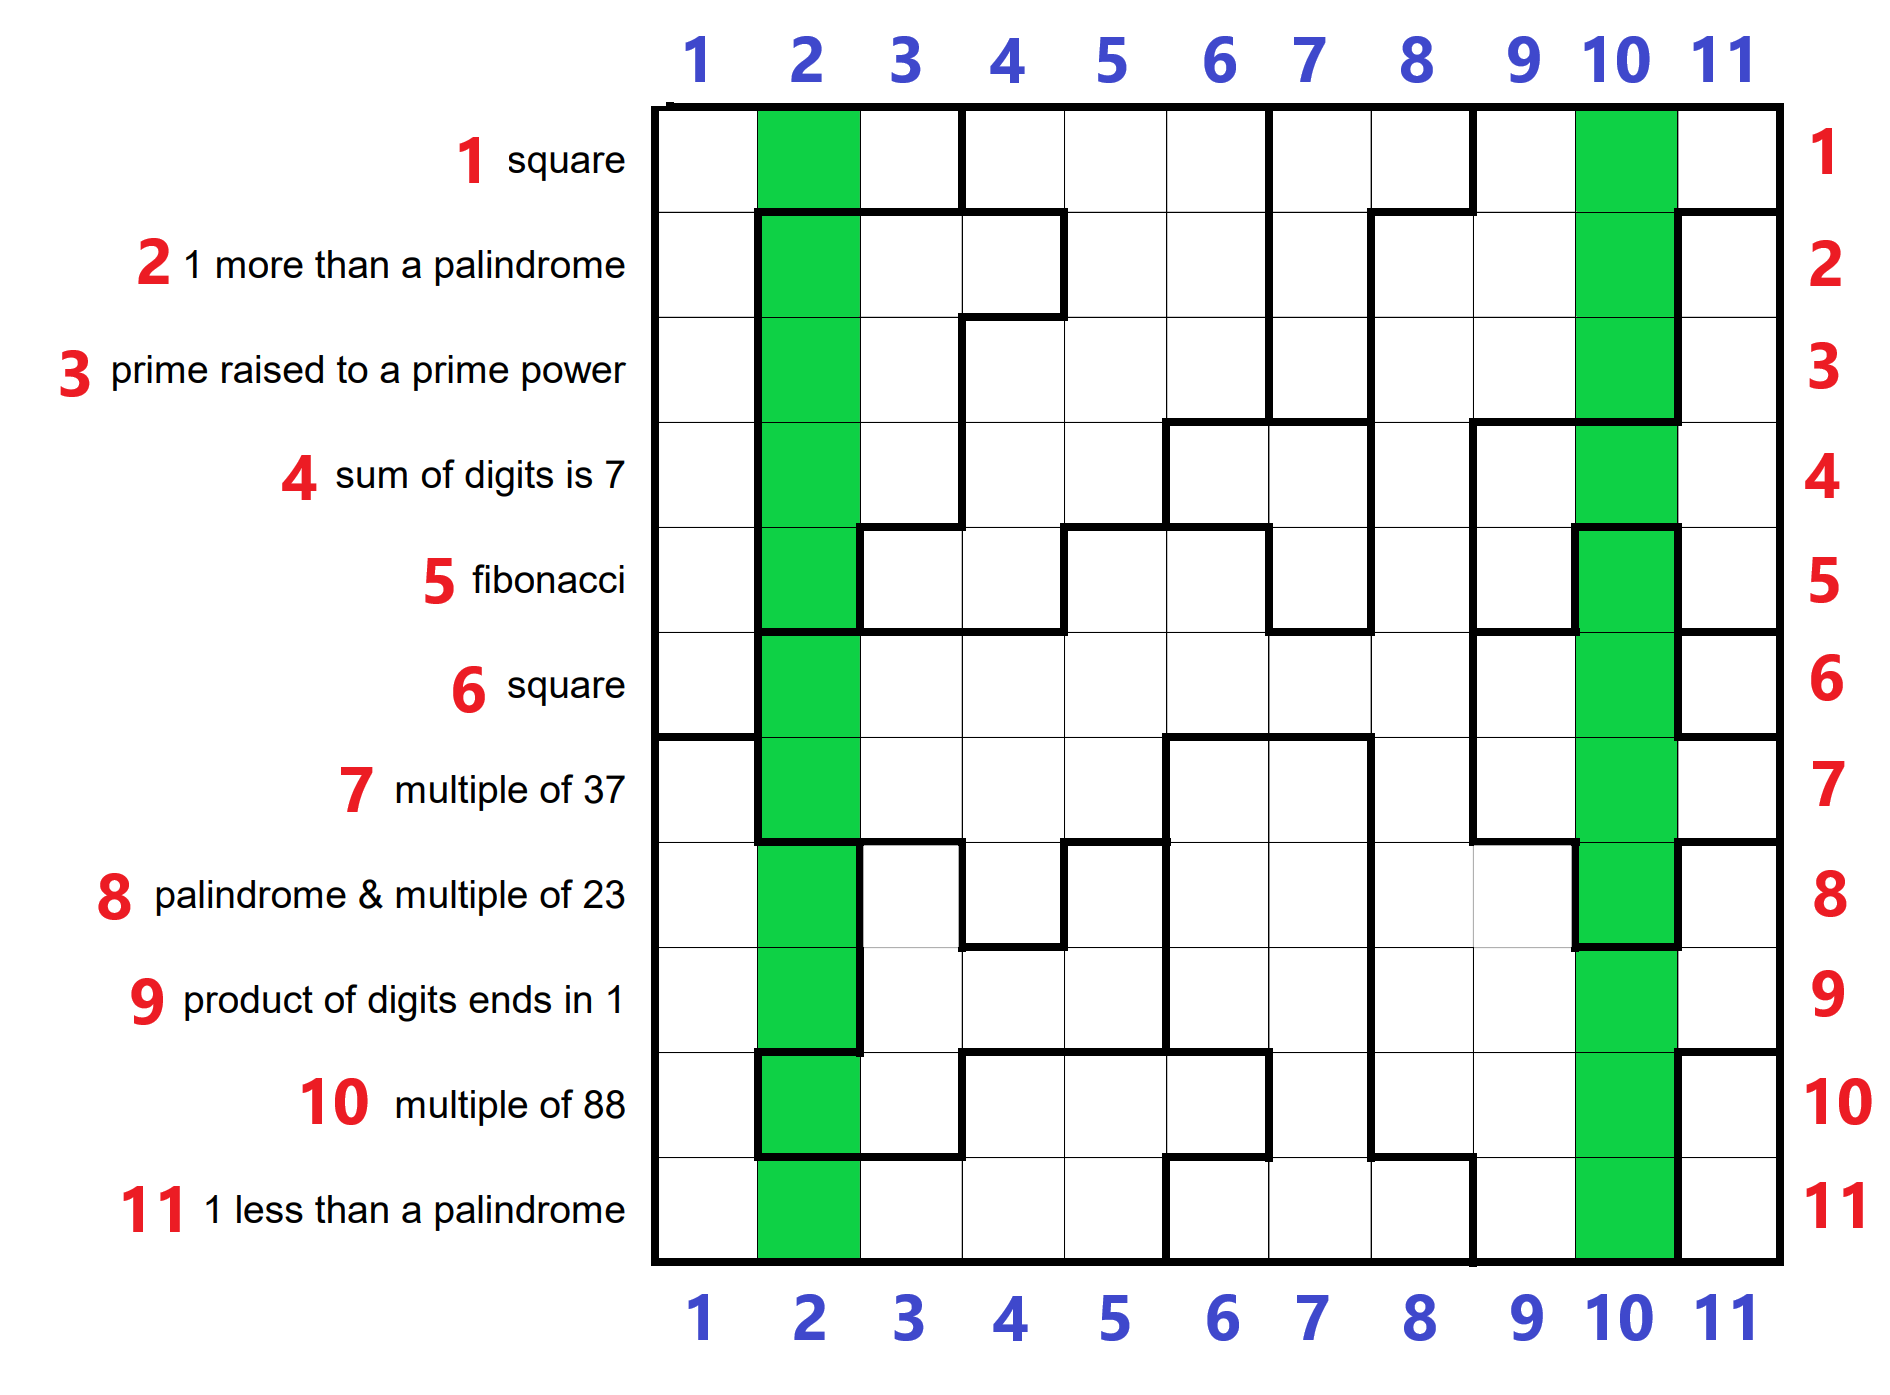 1 2 3 4 5 6 7 8 9 10 11
1 square 1
2 1 more than a palindrome 2
3 prime raised to a prime power 3
4 sum of digits is 7 4
5 fibonacci 5
6 square 6
7 multiple of 37 7
8 palindrome & multiple of 23 8
9 product of digits ends in 1 9
10 multiple of 88 10
11 1 less than a palindrome 11
1 2 3 4 5 6 7 8 9 10 11